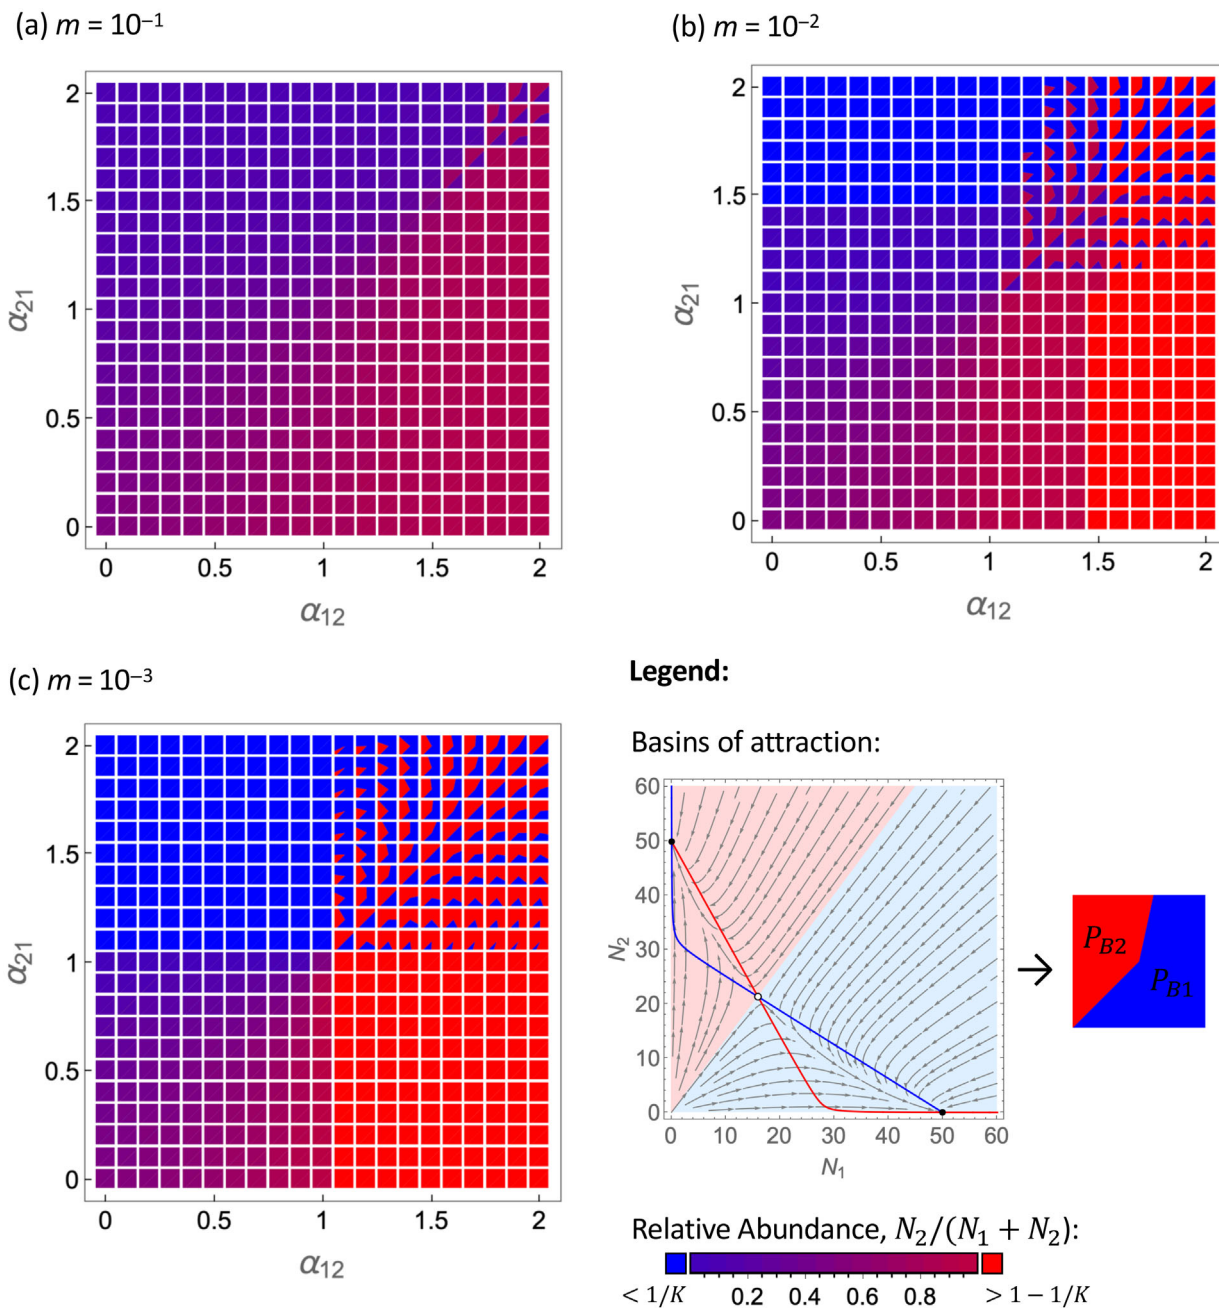 (a) m = 10⁻¹
2
1.5
1
0.5
0
α₂₁
0 0.5 1 1.5 2
α₁₂
(b) m = 10⁻²
2
1.5
1
0.5
0
α₂₁
0 0.5 1 1.5 2
α₁₂
(c) m = 10⁻³
2
1.5
1
0.5
0
α₂₁
0 0.5 1 1.5 2
α₁₂
Legend:
Basins of attraction:
60
50
40
30
20
10
0
N₂
0 10 20 30 40 50 60
N₁
P_B2
P_B1
Relative Abundance, N₂/(N₁ + N₂):
< 1/K 0.2 0.4 0.6 0.8 > 1 − 1/K